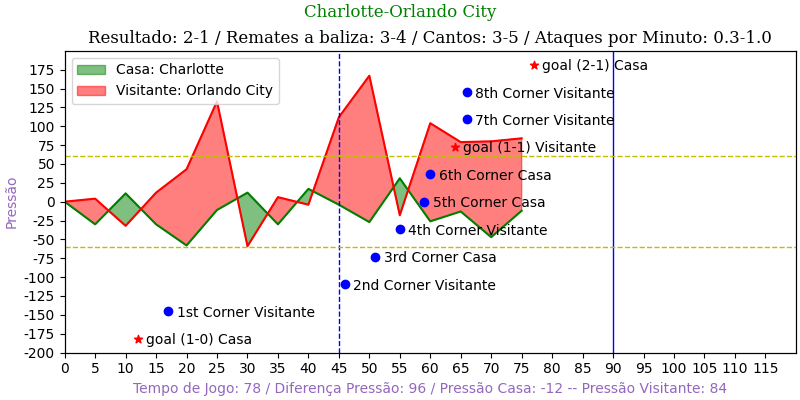 Charlotte-Orlando City
Resultado: 2-1 / Remates a baliza: 3-4 / Cantos: 3-5 / Ataques por Minuto: 0.3-1.0
Casa: Charlotte
Visitante: Orlando City
goal (2-1) Casa
8th Corner Visitante
7th Corner Visitante
goal (1-1) Visitante
6th Corner Casa
5th Corner Casa
4th Corner Visitante
3rd Corner Casa
2nd Corner Visitante
1st Corner Visitante
goal (1-0) Casa
Pressão
175
150
125
100
75
50
25
0
-25
-50
-75
-100
-125
-150
-175
-200
0 5 10 15 20 25 30 35 40 45 50 55 60 65 70 75 80 85 90 95 100 105 110 115
Tempo de Jogo: 78 / Diferença Pressão: 96 / Pressão Casa: -12 -- Pressão Visitante: 84